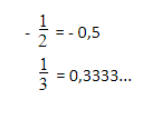 - 1/2 = - 0,5
1/3 = 0,3333...